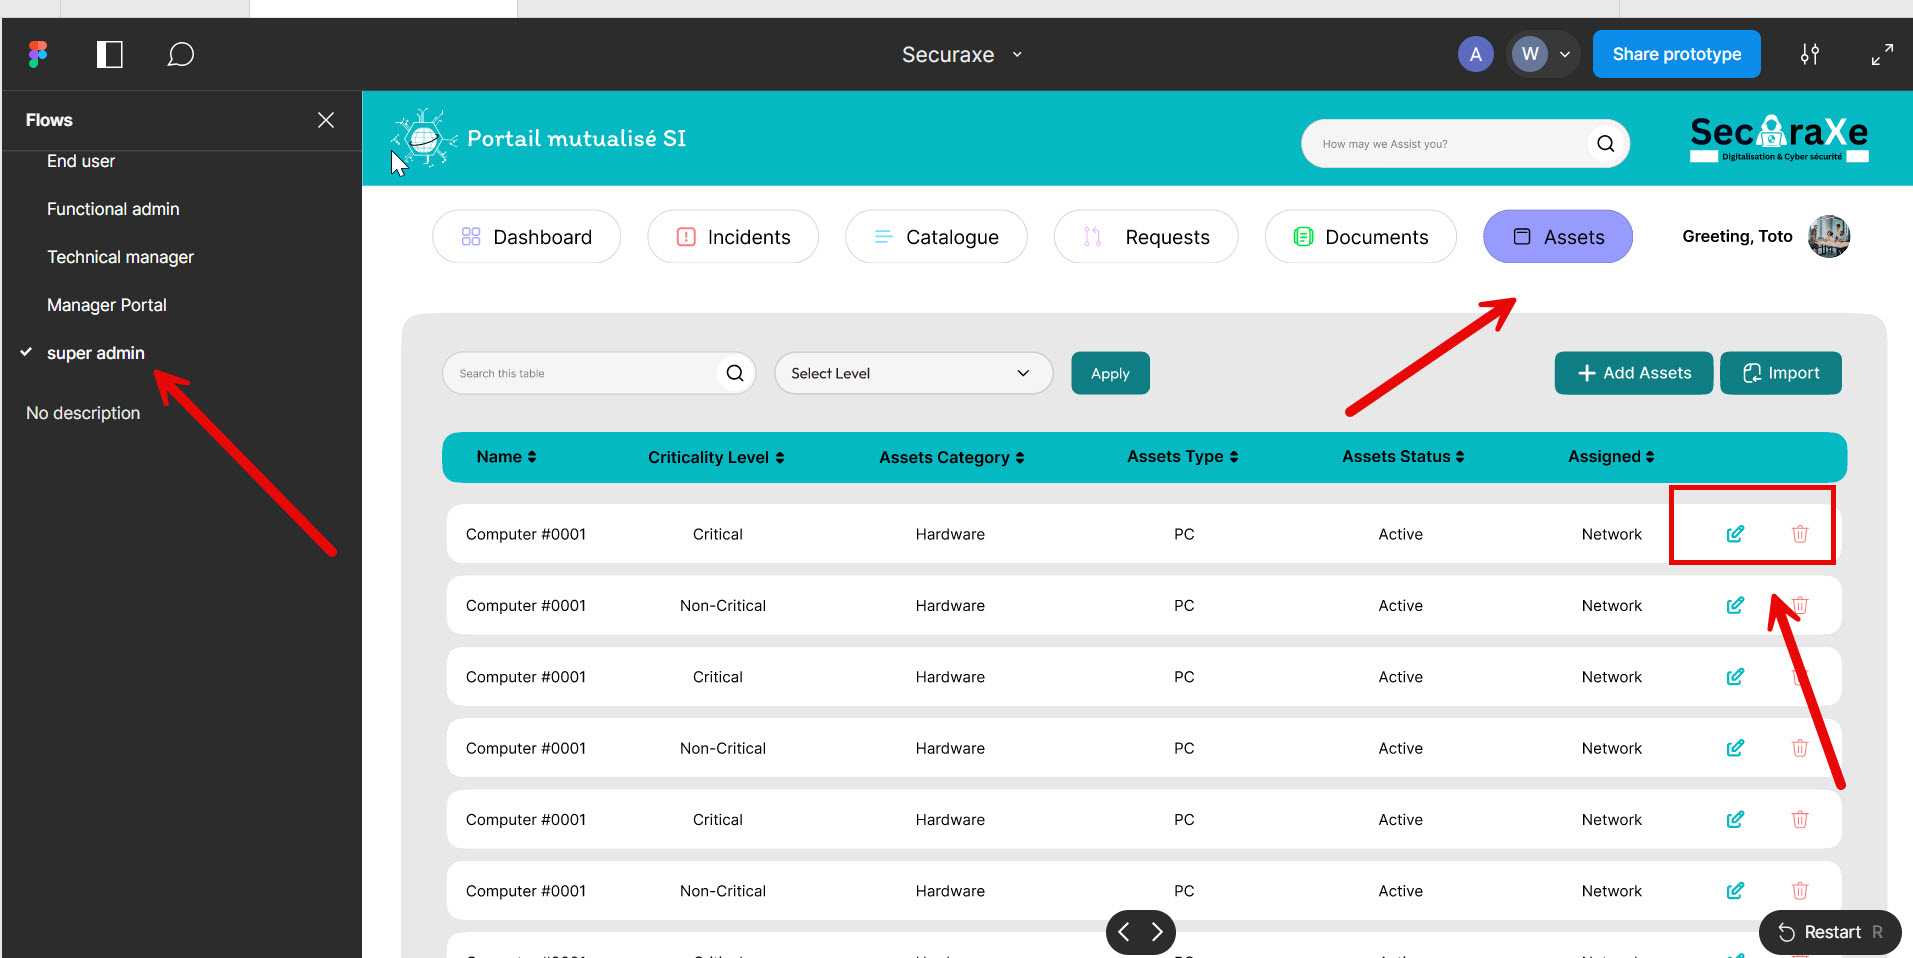 Securaxe
A
W
Share prototype
Flows
End user
Functional admin
Technical manager
Manager Portal
super admin
No description
Portail mutualisé SI
How may we Assist you?
SecuraXe
Digitalisation & Cyber sécurité
Dashboard
Incidents
Catalogue
Requests
Documents
Assets
Greeting, Toto
Search this table
Select Level
Apply
Add Assets
Import
Name Criticality Level Assets Category Assets Type Assets Status Assigned
Computer #0001 Critical Hardware PC Active Network
Computer #0001 Non-Critical Hardware PC Active Network
Computer #0001 Critical Hardware PC Active Network
Computer #0001 Non-Critical Hardware PC Active Network
Computer #0001 Critical Hardware PC Active Network
Computer #0001 Non-Critical Hardware PC Active Network
Restart R